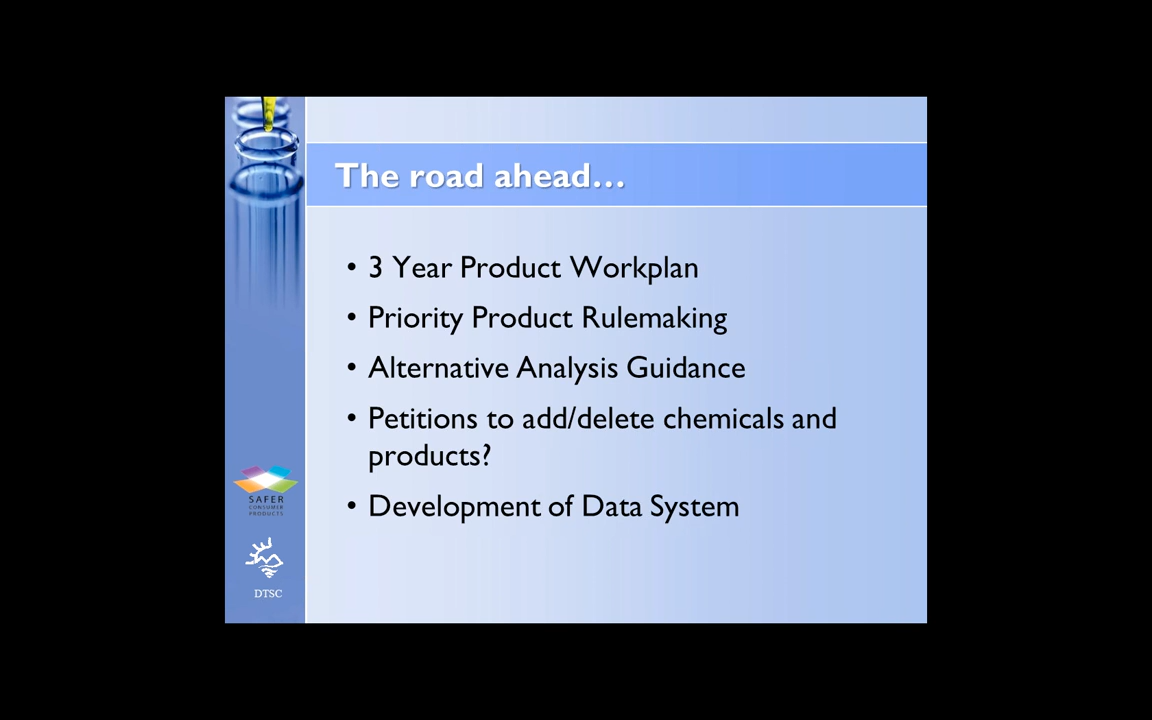 The road ahead…
• 3 Year Product Workplan
• Priority Product Rulemaking
• Alternative Analysis Guidance
• Petitions to add/delete chemicals and
products?
• Development of Data System
SAFER
CONSUMER
PRODUCTS
DTSC